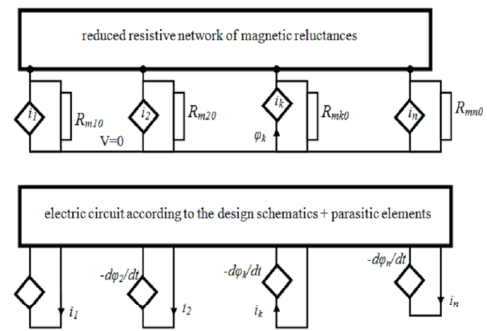 reduced resistive network of magnetic reluctances
i1 i2 ik in
Rm10 Rm20 Rmk0 Rmn0
V=0 φk
electric circuit according to the design schematics + parasitic elements
-dφ2/dt -dφk/dt -dφn/dt
i1 i2 ik in